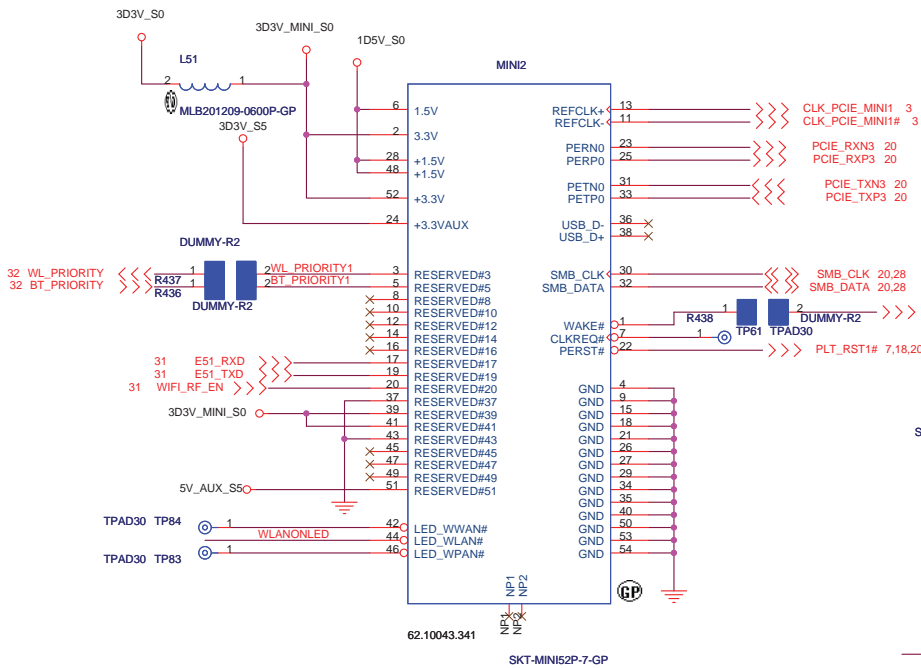 3D3V_S0
3D3V_MINI_S0
1D5V_S0
L51
MINI2
2 1
MLB201209-0600P-GP
3D3V_S5
6 1.5V
2 3.3V
28 +1.5V
48 +1.5V
52 +3.3V
24 +3.3VAUX
REFCLK+ 13 CLK_PCIE_MINI1 3
REFCLK- 11 CLK_PCIE_MINI1# 3
PERN0 23 PCIE_RXN3 20
PERP0 25 PCIE_RXP3 20
PETN0 31 PCIE_TXN3 20
PETP0 33 PCIE_TXP3 20
USB_D- 36
USB_D+ 38
DUMMY-R2
32 WL_PRIORITY 1 2 WL_PRIORITY1 3 RESERVED#3
R437
32 BT_PRIORITY 1 2 BT_PRIORITY1 5 RESERVED#5
R436
DUMMY-R2
8 RESERVED#8
10 RESERVED#10
12 RESERVED#12
14 RESERVED#14
16 RESERVED#16
31 E51_RXD 17 RESERVED#17
31 E51_TXD 19 RESERVED#19
31 WIFI_RF_EN 20 RESERVED#20
37 RESERVED#37
3D3V_MINI_S0 39 RESERVED#39
41 RESERVED#41
43 RESERVED#43
45 RESERVED#45
47 RESERVED#47
49 RESERVED#49
5V_AUX_S5 51 RESERVED#51
SMB_CLK 30 SMB_CLK 20,28
SMB_DATA 32 SMB_DATA 20,28
WAKE# 1 R438 1 2 DUMMY-R2
CLKREQ# 7 1 TP61 TPAD30
PERST# 22 PLT_RST1# 7,18,20
GND 4
GND 9
GND 15
GND 18
GND 21
GND 26
GND 27
GND 29
GND 34
GND 35
GND 40
GND 50
GND 53
GND 54
S
TPAD30 TP84 1 42 LED_WWAN#
WLANONLED 44 LED_WLAN#
TPAD30 TP83 1 46 LED_WPAN#
NP1
NP2
NP1
NP2
GP
62.10043.341
SKT-MINI52P-7-GP